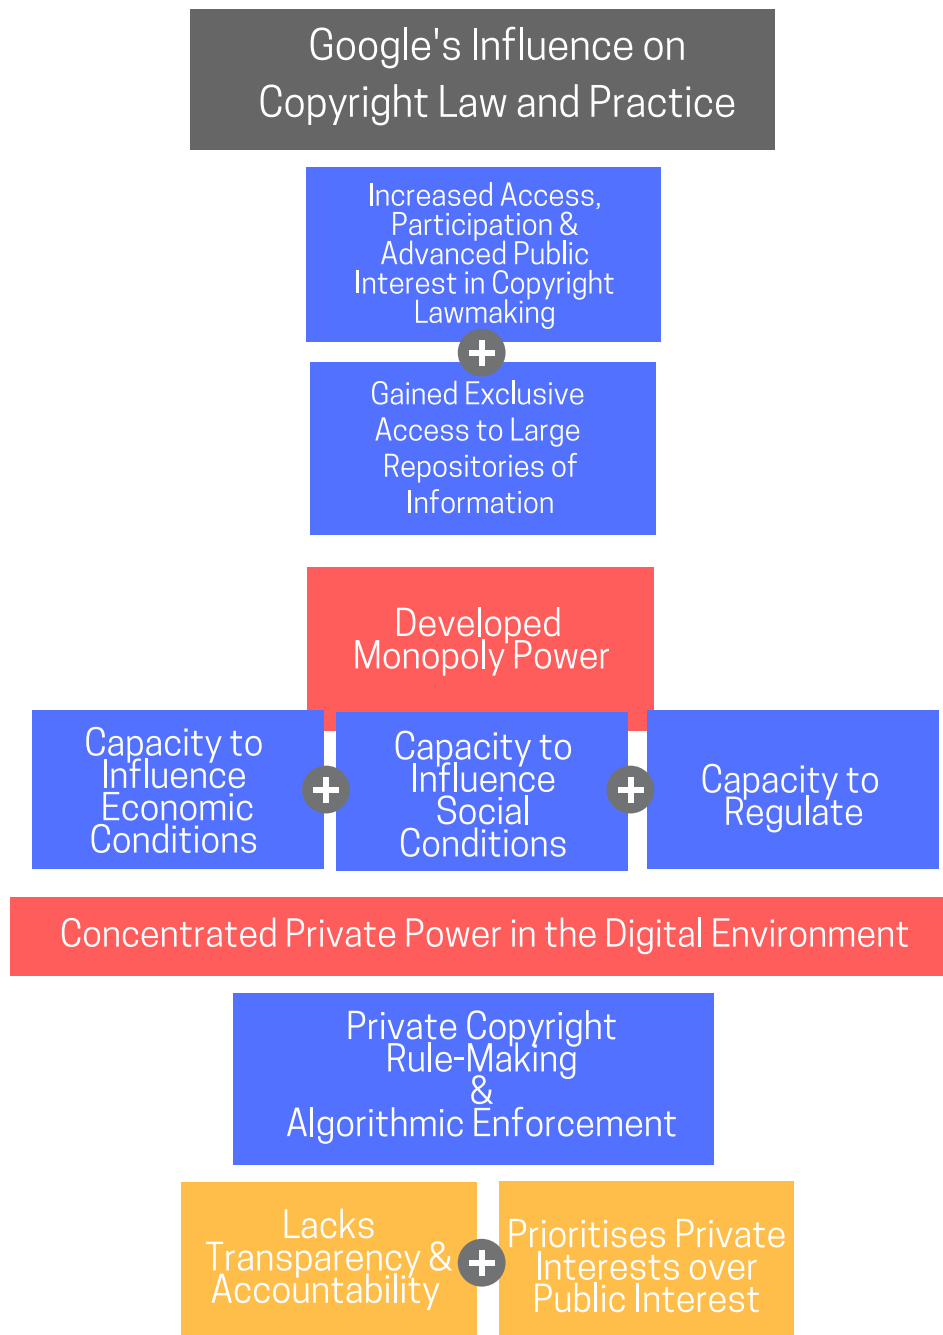 Google's Influence on
Copyright Law and Practice
Increased Access,
Participation &
Advanced Public
Interest in Copyright
Lawmaking
+
Gained Exclusive
Access to Large
Repositories of
Information
Developed
Monopoly Power
Capacity to
Influence
Economic
Conditions
+
Capacity to
Influence
Social
Conditions
+
Capacity to
Regulate
Concentrated Private Power in the Digital Environment
Private Copyright
Rule-Making
&
Algorithmic Enforcement
Lacks
Transparency &
Accountability
+
Prioritises Private
Interests over
Public Interest